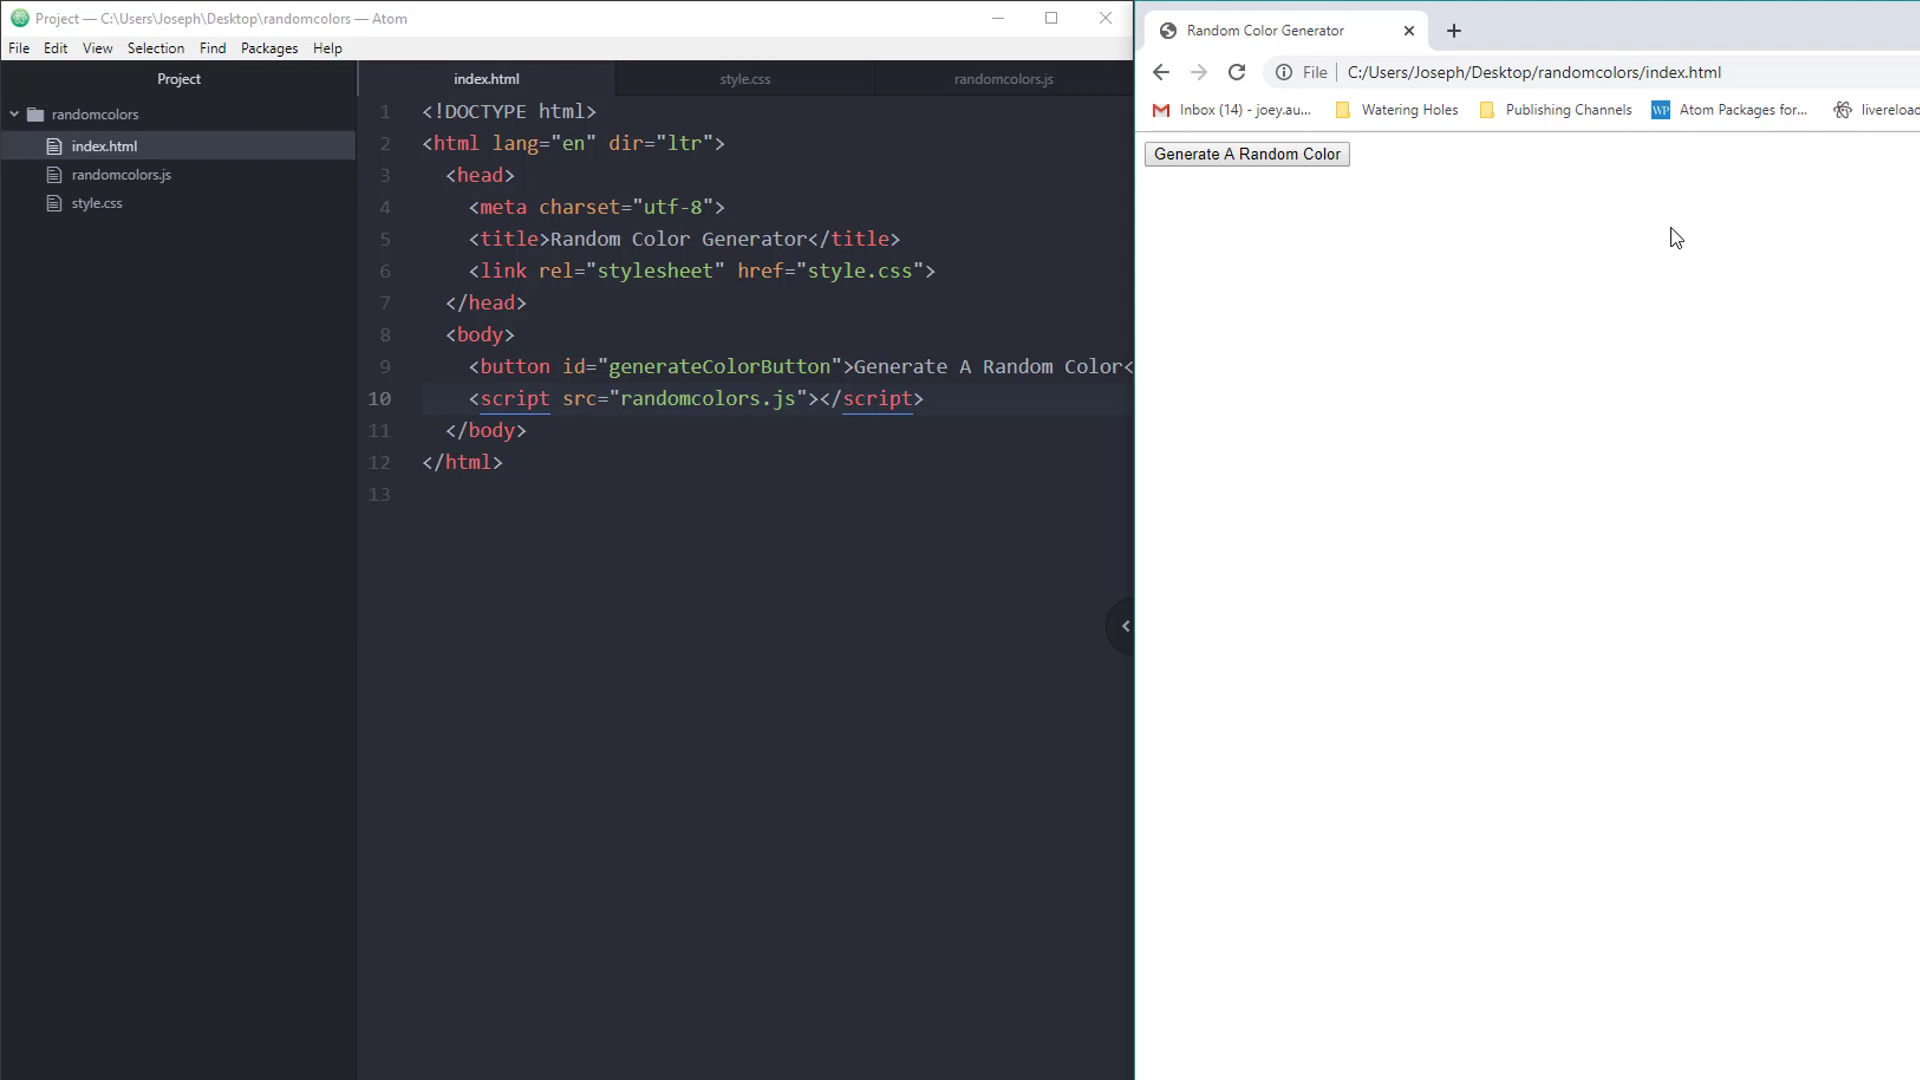 Project — C:\Users\Joseph\Desktop\randomcolors — Atom
File Edit View Selection Find Packages Help
Project
randomcolors
index.html
randomcolors.js
style.css
index.html style.css randomcolors.js
1 <!DOCTYPE html>
2 <html lang="en" dir="ltr">
3 <head>
4 <meta charset="utf-8">
5 <title>Random Color Generator</title>
6 <link rel="stylesheet" href="style.css">
7 </head>
8 <body>
9 <button id="generateColorButton">Generate A Random Color<
10 <script src="randomcolors.js"></script>
11 </body>
12 </html>
13
Random Color Generator
File C:/Users/Joseph/Desktop/randomcolors/index.html
Inbox (14) - joey.au... Watering Holes Publishing Channels WP Atom Packages for... livereload
Generate A Random Color